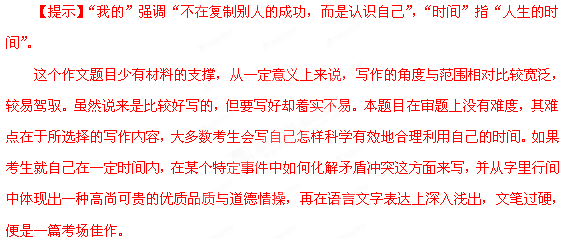 【提示】“我的”强调“不在复制别人的成功，而是认识自己”，“时间”指“人生的时
间”。
这个作文题目少有材料的支撑，从一定意义上来说，写作的角度与范围相对比较宽泛，
较易驾驭。虽然说来是比较好写的，但要写好却着实不易。本题目在审题上没有难度，其难
点在于所选择的写作内容，大多数考生会写自己怎样科学有效地合理利用自己的时间。如果
考生就自己在一定时间内，在某个特定事件中如何化解矛盾冲突这方面来写，并从字里行间
中体现出一种高尚可贵的优质品质与道德情操，再在语言文字表达上深入浅出，文笔过硬，
便是一篇考场佳作。